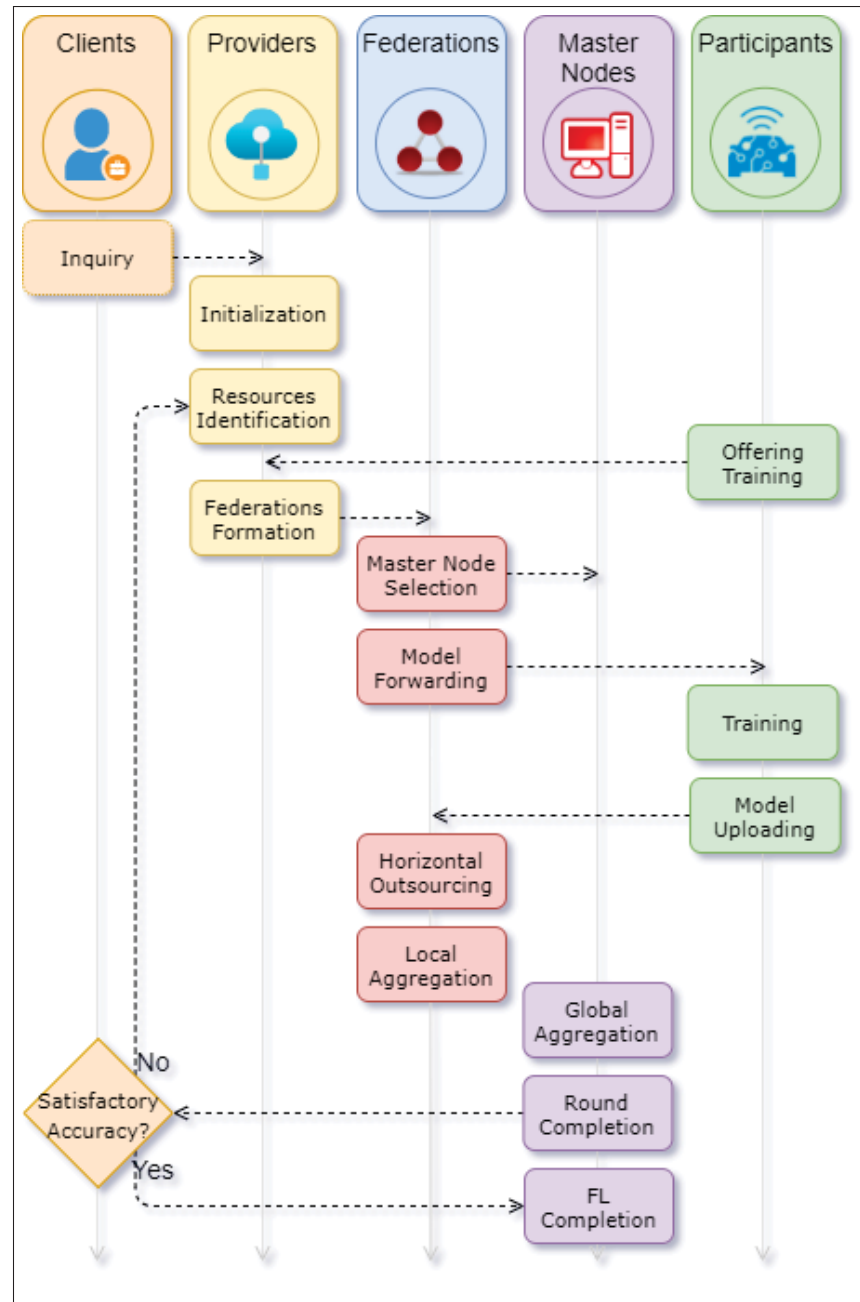 Clients
Providers
Federations
Master
Nodes
Participants
Inquiry
Initialization
Resources
Identification
Offering
Training
Federations
Formation
Master Node
Selection
Model
Forwarding
Training
Model
Uploading
Horizontal
Outsourcing
Local
Aggregation
Global
Aggregation
No
Satisfactory
Accuracy?
Round
Completion
Yes
FL
Completion